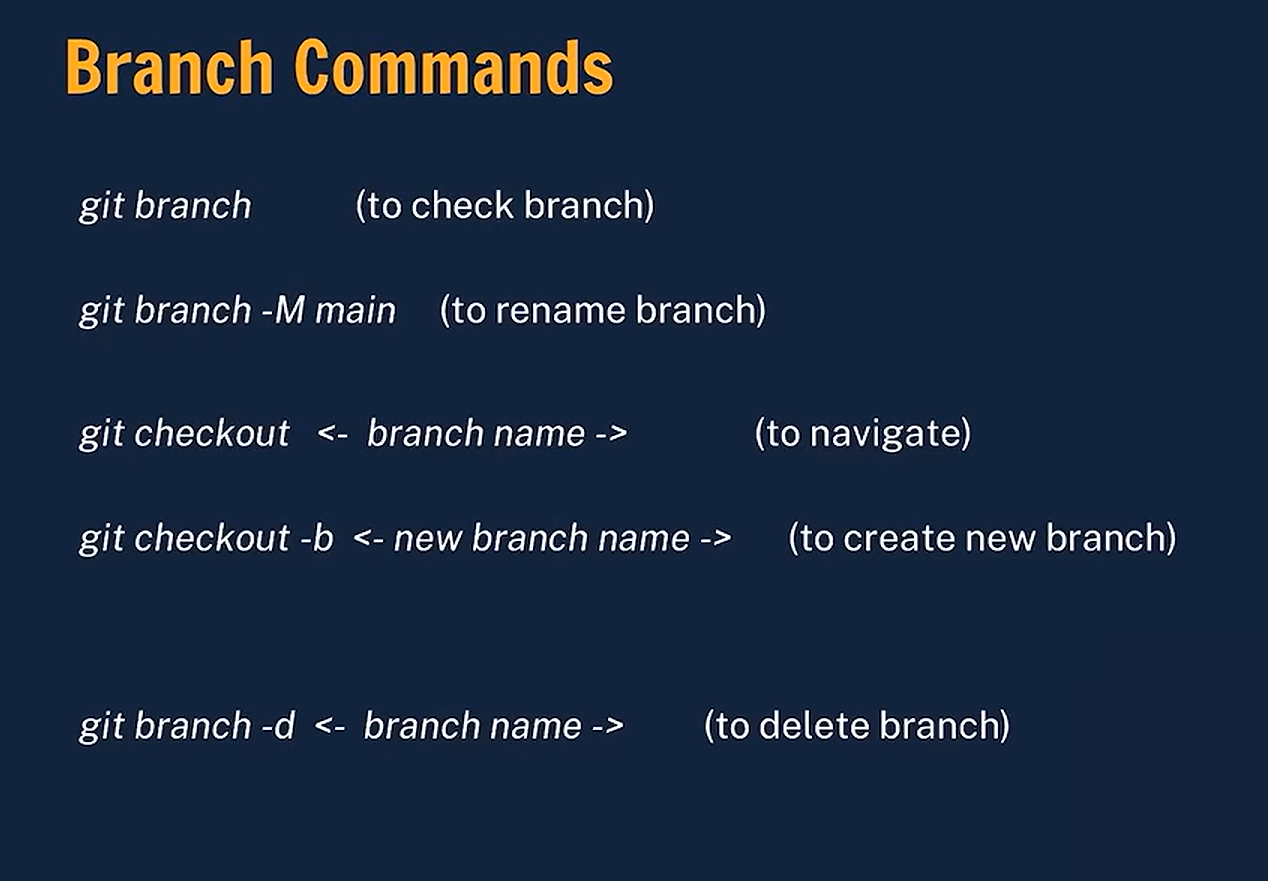 Branch Commands
git branch (to check branch)
git branch -M main (to rename branch)
git checkout <- branch name -> (to navigate)
git checkout -b <- new branch name -> (to create new branch)
git branch -d <- branch name -> (to delete branch)